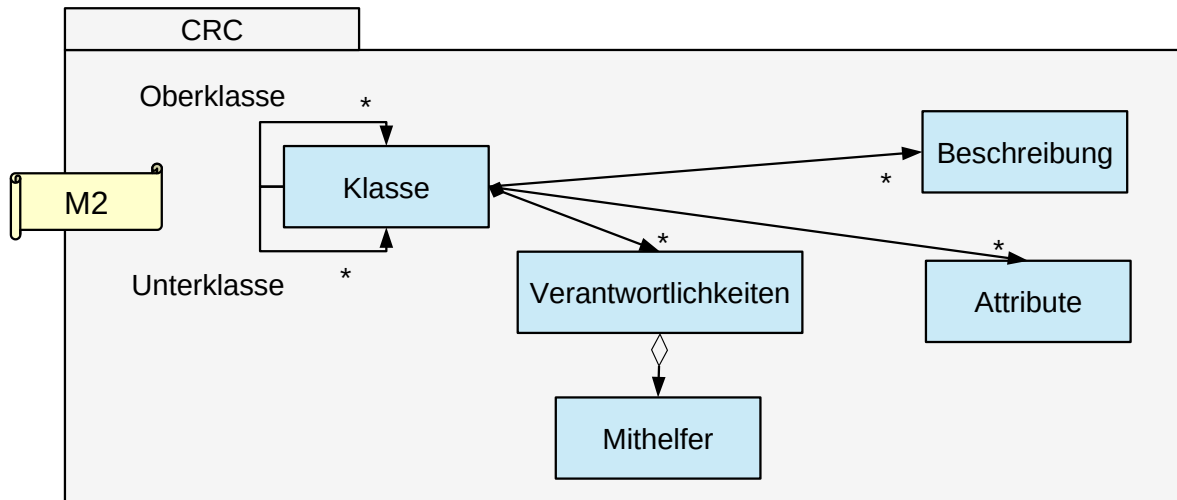 CRC
Oberklasse
*
Beschreibung
*
Klasse
M2
*
*
Unterklasse
*
Verantwortlichkeiten
Attribute
Mithelfer